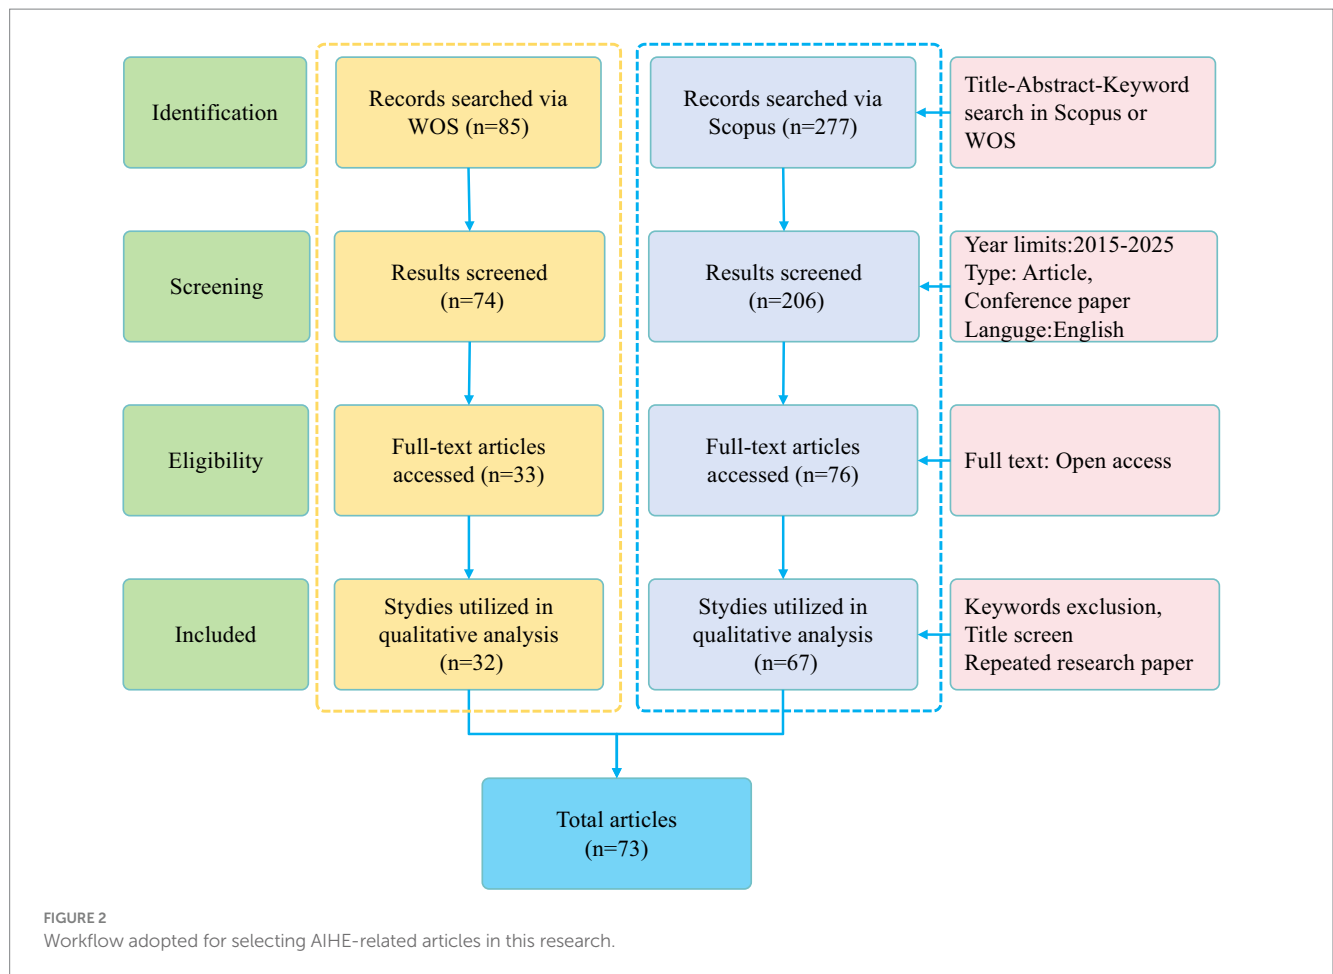 Identification
Records searched via
WOS (n=85)
Records searched via
Scopus (n=277)
Title-Abstract-Keyword
search in Scopus or
WOS
Screening
Results screened
(n=74)
Results screened
(n=206)
Year limits:2015-2025
Type: Article,
Conference paper
Languge:English
Eligibility
Full-text articles
accessed (n=33)
Full-text articles
accessed (n=76)
Full text: Open access
Included
Stydies utilized in
qualitative analysis
(n=32)
Stydies utilized in
qualitative analysis
(n=67)
Keywords exclusion,
Title screen
Repeated research paper
Total articles
(n=73)
FIGURE 2
Workflow adopted for selecting AIHE-related articles in this research.